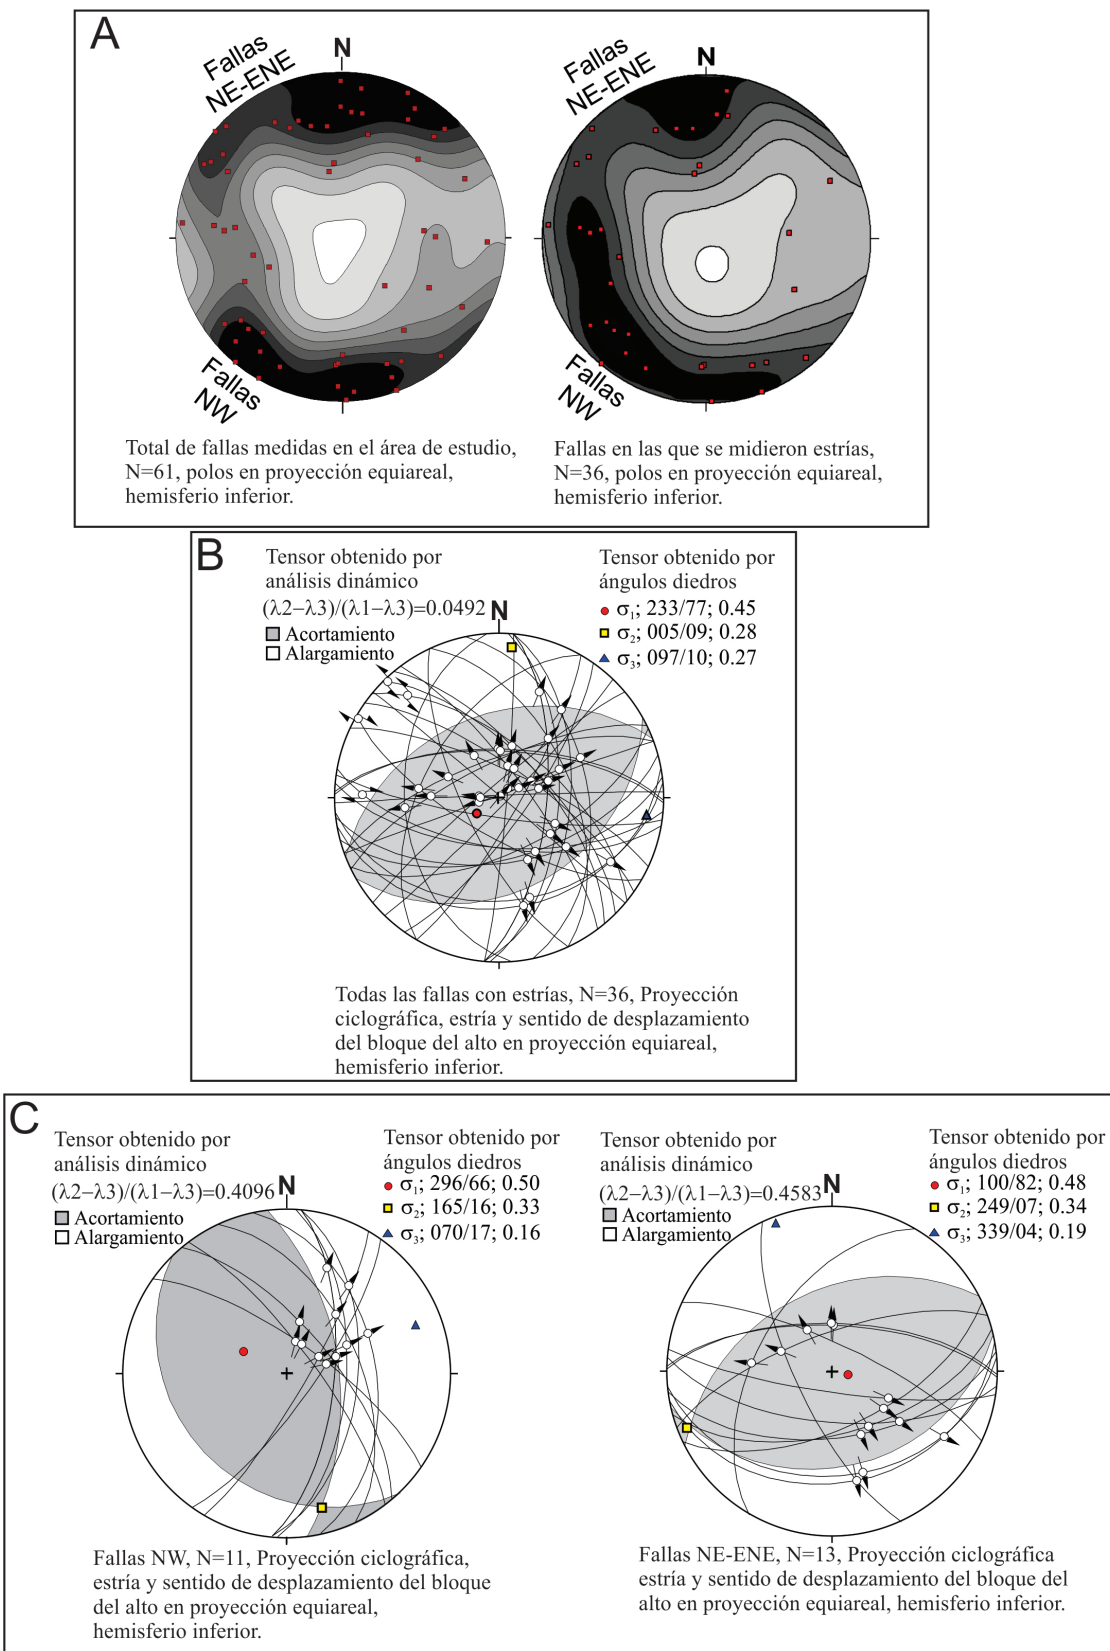 A
Fallas
NE-ENE
N
Fallas
NW
Total de fallas medidas en el área de estudio,
N=61, polos en proyección equiareal,
hemisferio inferior.
Fallas
NE-ENE
N
Fallas
NW
Fallas en las que se midieron estrías,
N=36, polos en proyección equiareal,
hemisferio inferior.
B
Tensor obtenido por
análisis dinámico
(λ2−λ3)/(λ1−λ3)=0.0492
Acortamiento
Alargamiento
N
Tensor obtenido por
ángulos diedros
σ1; 233/77; 0.45
σ2; 005/09; 0.28
σ3; 097/10; 0.27
Todas las fallas con estrías, N=36, Proyección
ciclográfica, estría y sentido de desplazamiento
del bloque del alto en proyección equiareal,
hemisferio inferior.
C
Tensor obtenido por
análisis dinámico
(λ2−λ3)/(λ1−λ3)=0.4096
Acortamiento
Alargamiento
N
Tensor obtenido por
ángulos diedros
σ1; 296/66; 0.50
σ2; 165/16; 0.33
σ3; 070/17; 0.16
Fallas NW, N=11, Proyección ciclográfica,
estría y sentido de desplazamiento del bloque
del alto en proyección equiareal,
hemisferio inferior.
Tensor obtenido por
análisis dinámico
(λ2−λ3)/(λ1−λ3)=0.4583
Acortamiento
Alargamiento
N
Tensor obtenido por
ángulos diedros
σ1; 100/82; 0.48
σ2; 249/07; 0.34
σ3; 339/04; 0.19
Fallas NE-ENE, N=13, Proyección ciclográfica
estría y sentido de desplazamiento del bloque del
alto en proyección equiareal, hemisferio inferior.